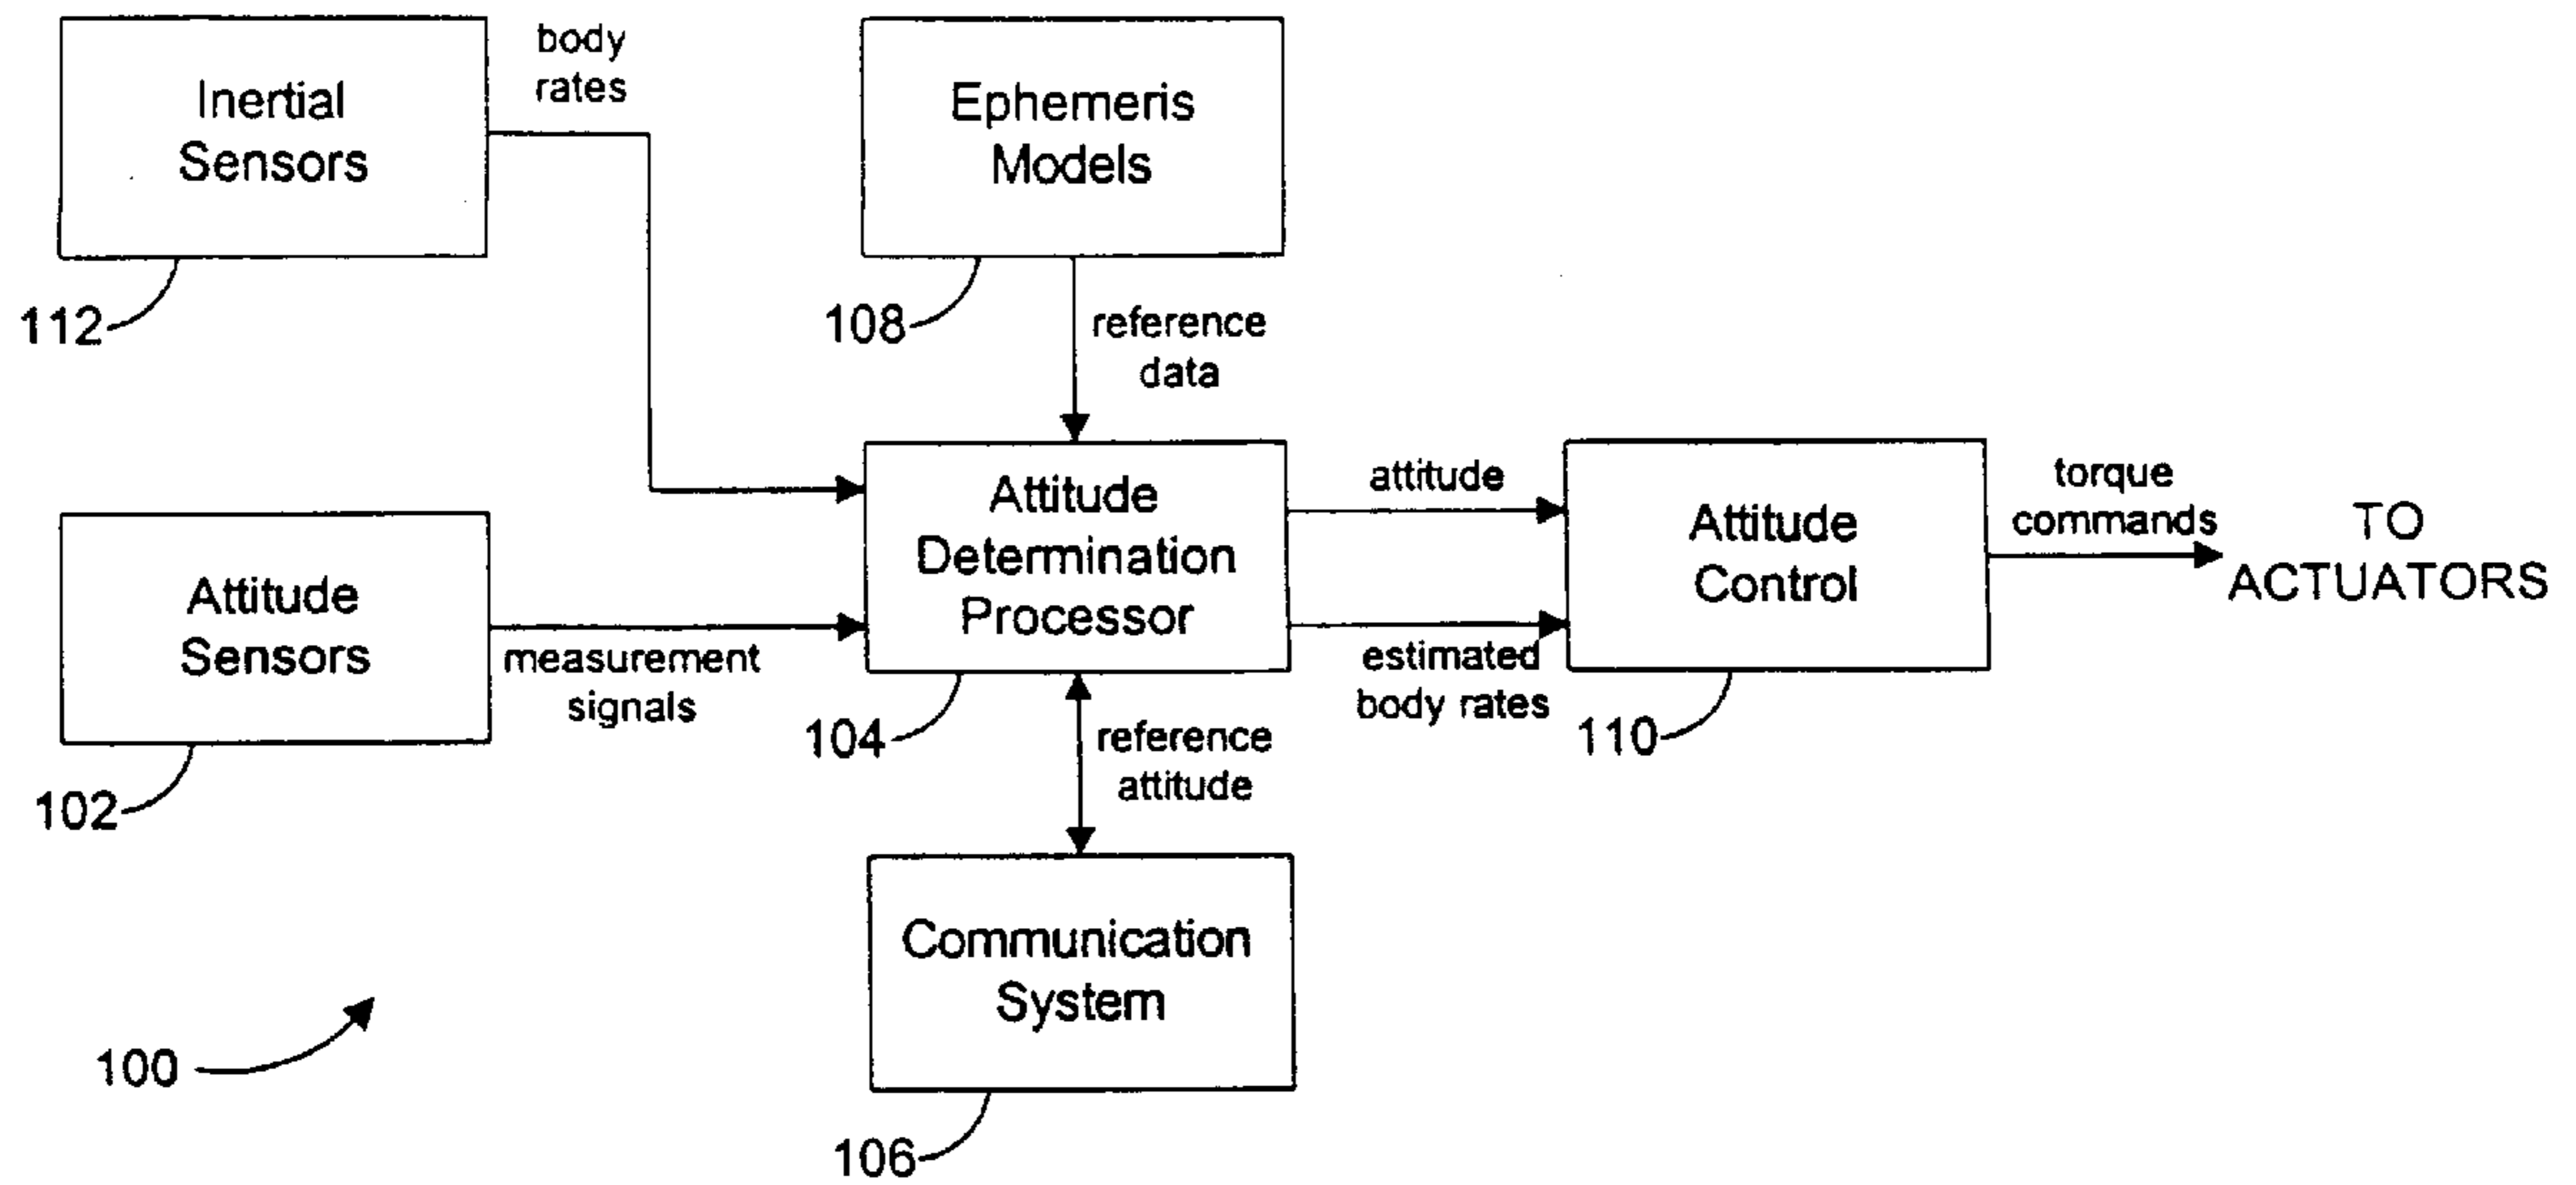 Inertial
Sensors
112
body
rates
Ephemeris
Models
108
reference
data
Attitude
Sensors
102
measurement
signals
Attitude
Determination
Processor
104
attitude
estimated
body rates
Attitude
Control
110
torque
commands
TO
ACTUATORS
reference
attitude
Communication
System
106
100